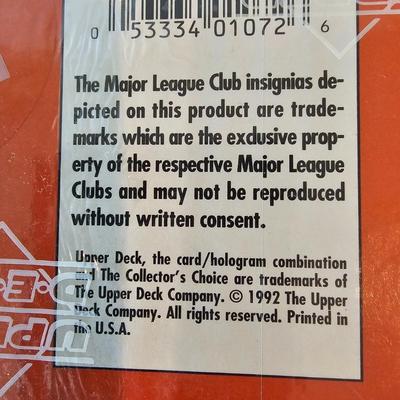 0 53334 01072 6
The Major League Club insignias de-
picted on this product are trade-
marks which are the exclusive prop-
erty of the respective Major League
Clubs and may not be reproduced
without written consent.
Upper Deck, the card/hologram combination
and The Collector's Choice are trademarks of
The Upper Deck Company. © 1992 The Upper
Deck Company. All rights reserved. Printed in
the U.S.A.